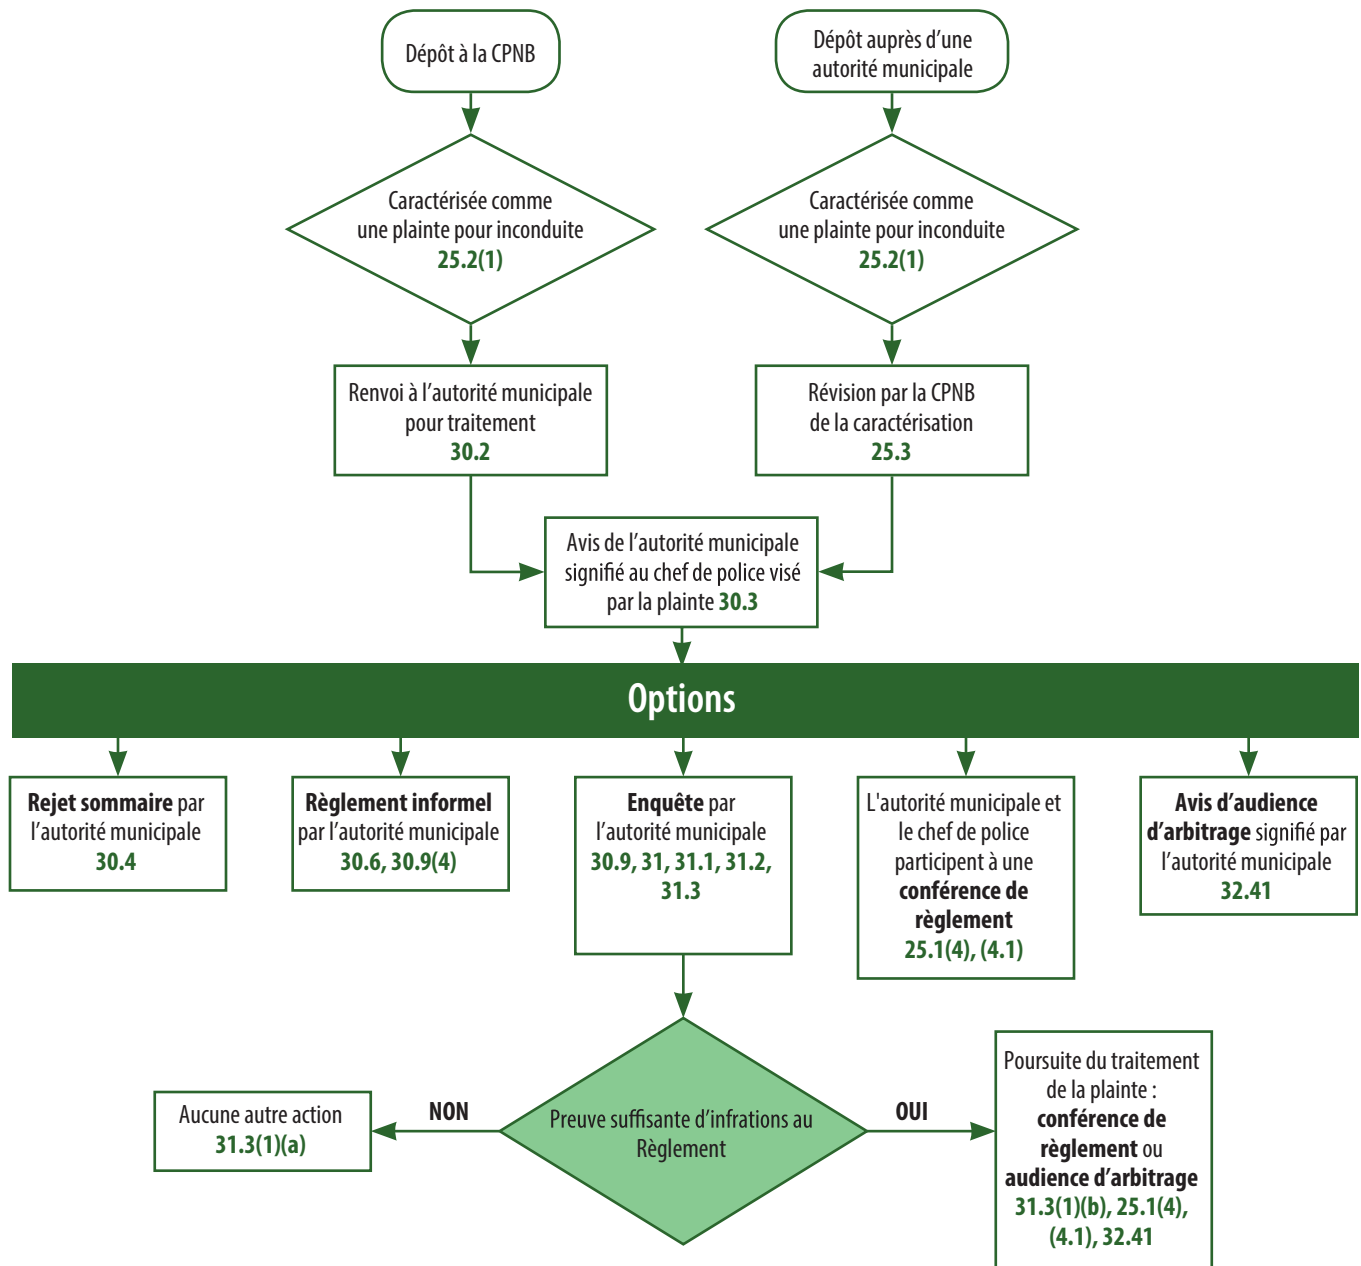 Dépôt à la CPNB
Dépôt auprès d’une
autorité municipale
Caractérisée comme
une plainte pour inconduite
25.2(1)
Caractérisée comme
une plainte pour inconduite
25.2(1)
Renvoi à l’autorité municipale
pour traitement
30.2
Révision par la CPNB
de la caractérisation
25.3
Avis de l’autorité municipale
signifié au chef de police visé
par la plainte 30.3
Options
Rejet sommaire par
l’autorité municipale
30.4
Règlement informel
par l’autorité municipale
30.6, 30.9(4)
Enquête par
l’autorité municipale
30.9, 31, 31.1, 31.2,
31.3
L'autorité municipale et
le chef de police
participent à une
conférence de
règlement
25.1(4), (4.1)
Avis d’audience
d’arbitrage signifié par
l’autorité municipale
32.41
Aucune autre action
31.3(1)(a)
NON
Preuve suffisante d’infrations au
Règlement
OUI
Poursuite du traitement
de la plainte :
conférence de
règlement ou
audience d’arbitrage
31.3(1)(b), 25.1(4),
(4.1), 32.41